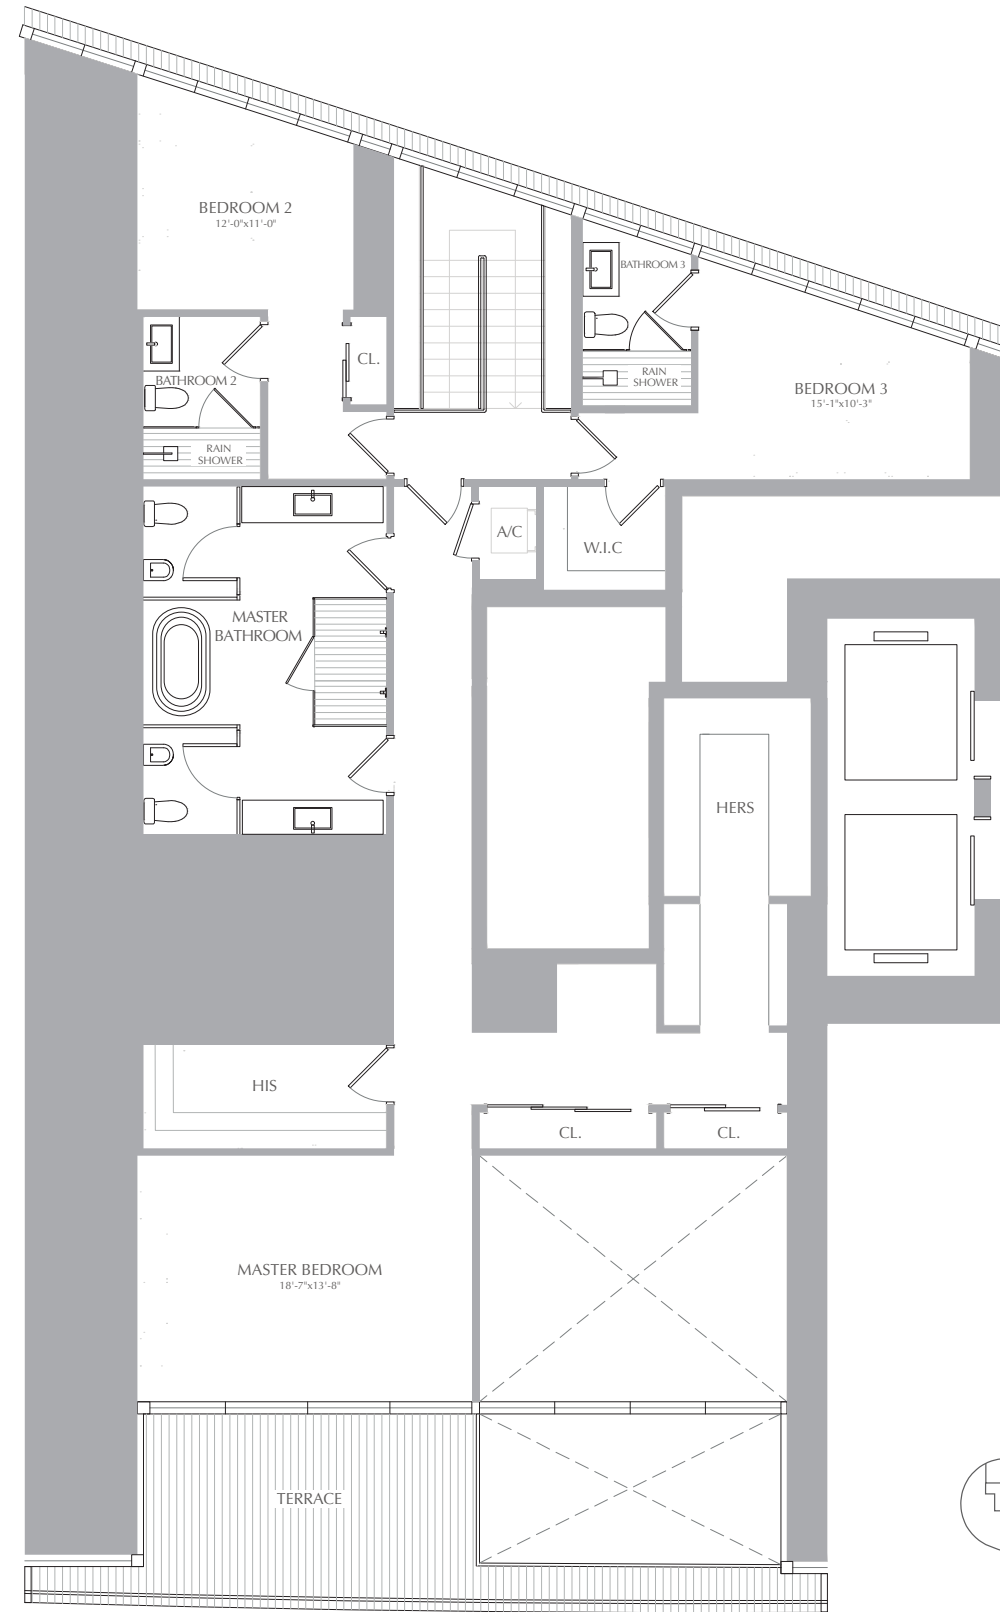 BEDROOM 2
12'-0"x11'-0"
BATHROOM 3
CL.
RAIN
SHOWER
BATHROOM 2
BEDROOM 3
15'-1"x10'-3"
RAIN
SHOWER
A/C
W.I.C
MASTER
BATHROOM
HERS
HIS
CL.
CL.
MASTER BEDROOM
18'-7"x13'-8"
TERRACE